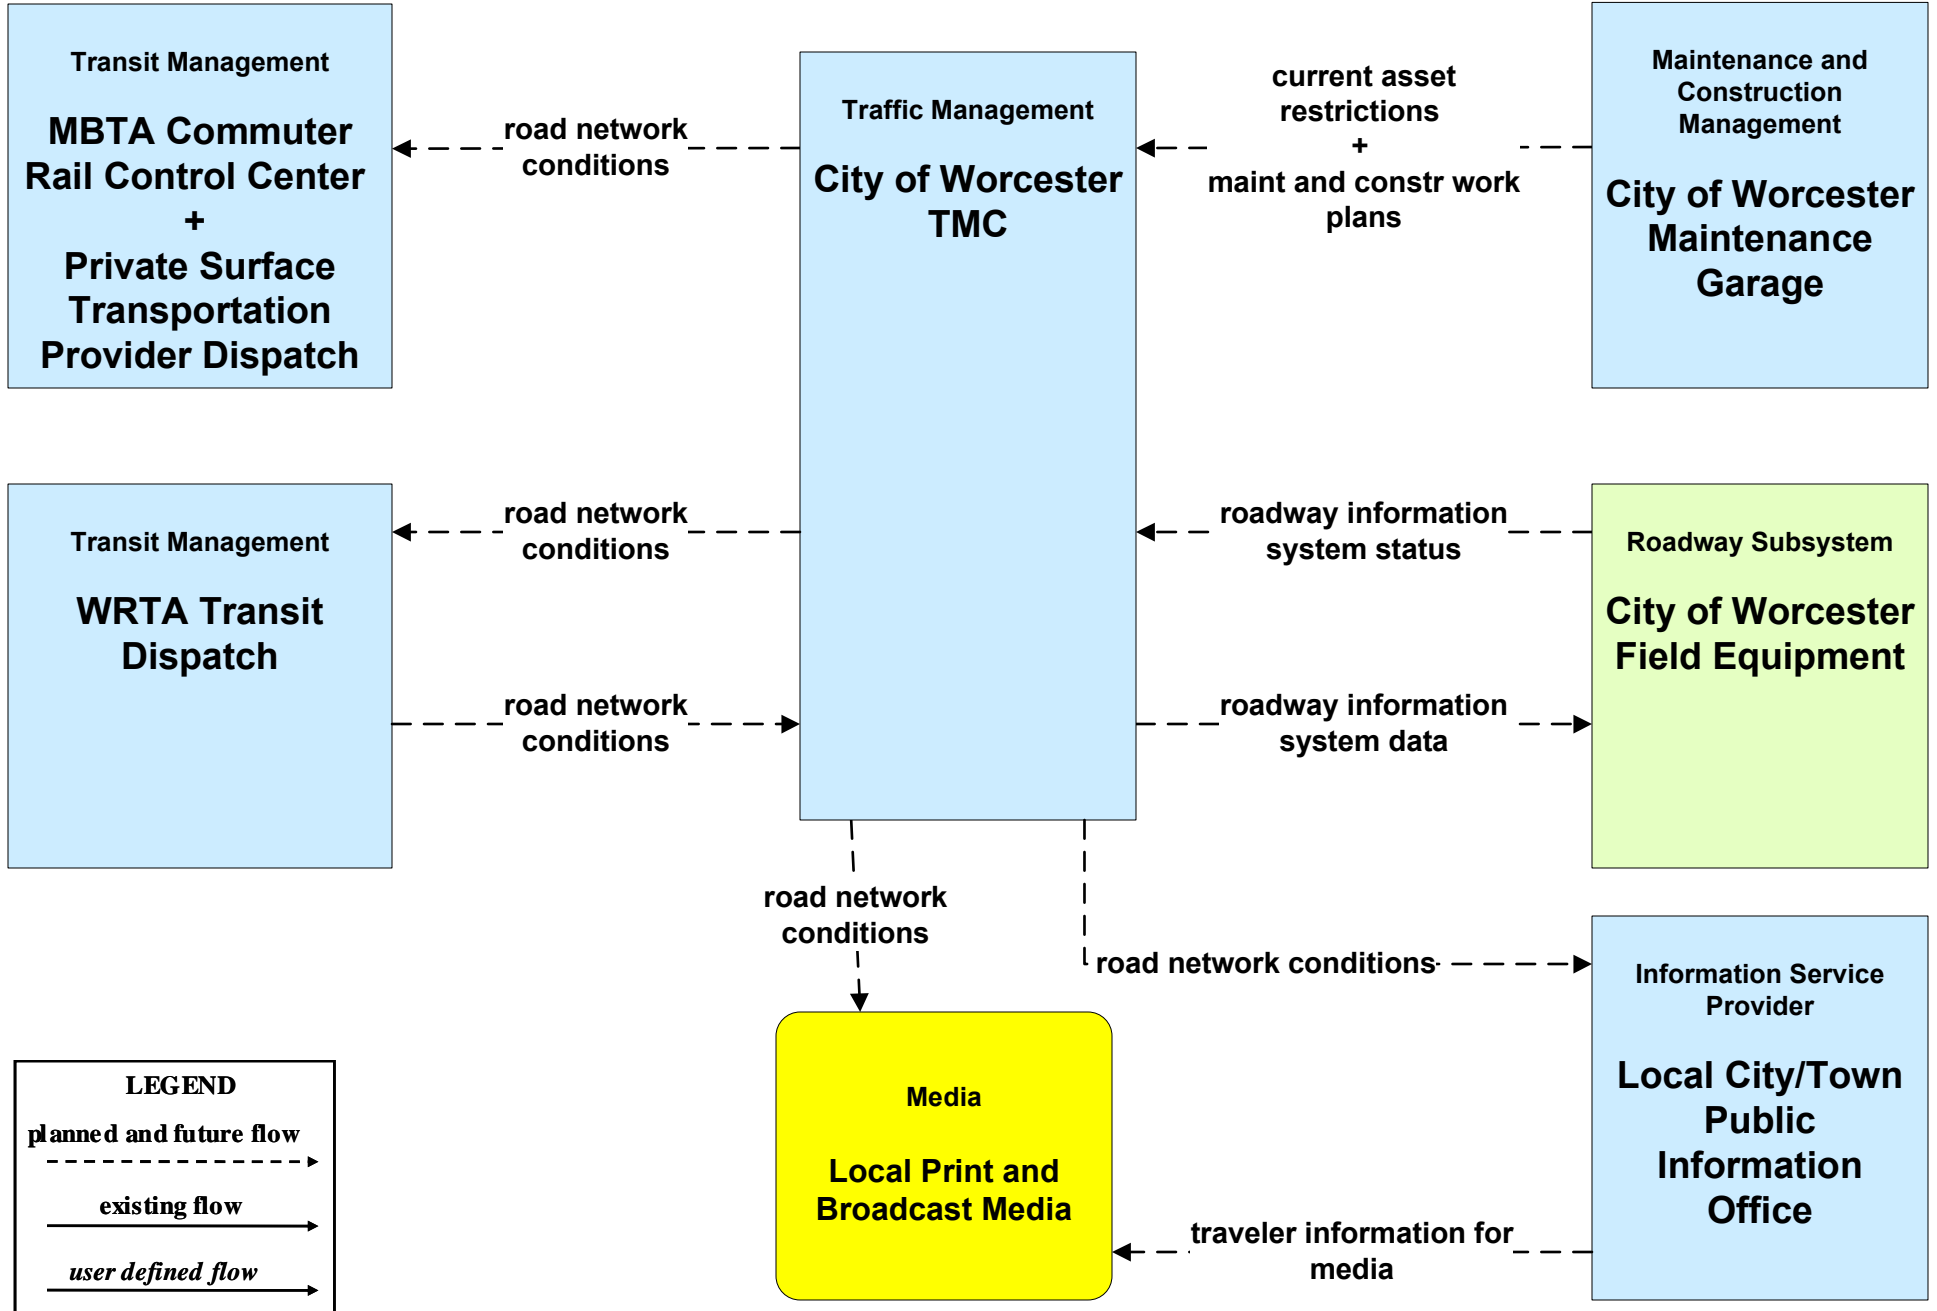 Transit Management
MBTA Commuter
Rail Control Center
+
Private Surface
Transportation
Provider Dispatch
road network
conditions
Traffic Management
City of Worcester
TMC
current asset
restrictions
+
maint and constr work
plans
Maintenance and
Construction
Management
City of Worcester
Maintenance
Garage
Transit Management
WRTA Transit
Dispatch
road network
conditions
road network
conditions
roadway information
system status
roadway information
system data
Roadway Subsystem
City of Worcester
Field Equipment
road network
conditions
road network conditions
Information Service
Provider
Local City/Town
Public
Information
Office
Media
Local Print and
Broadcast Media
traveler information for
media
LEGEND
planned and future flow
existing flow
user defined flow